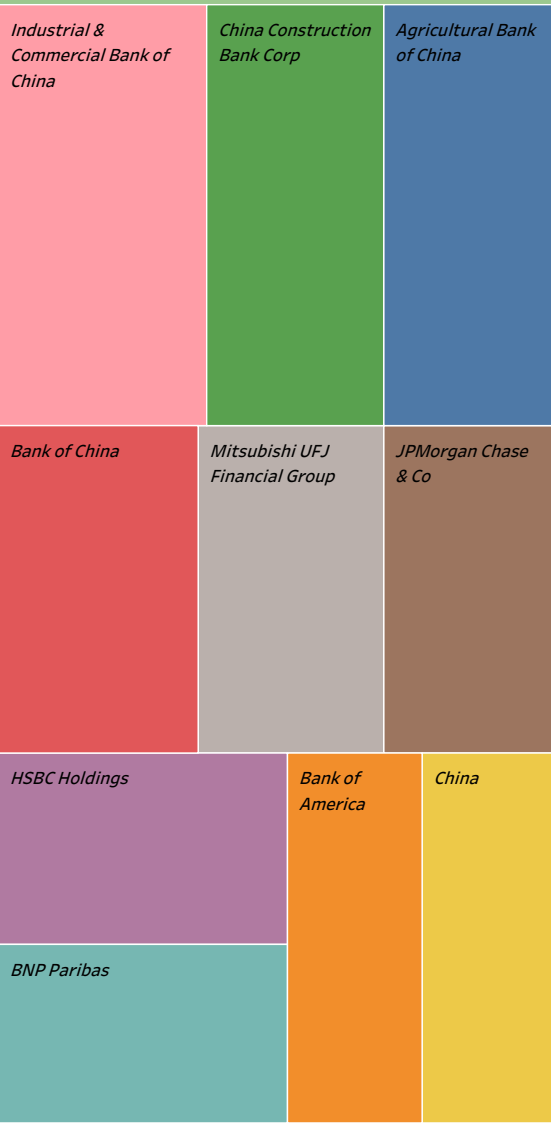 Industrial &
Commercial Bank of
China
China Construction
Bank Corp
Agricultural Bank
of China
Bank of China
Mitsubishi UFJ
Financial Group
JPMorgan Chase
& Co
HSBC Holdings
Bank of
America
China
BNP Paribas